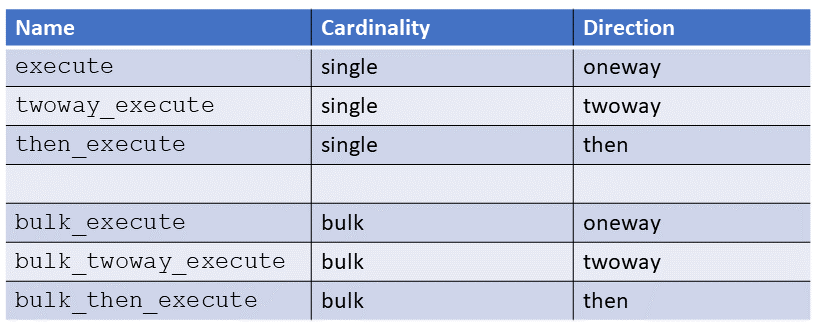 Name Cardinality Direction
execute single oneway
twoway_execute single twoway
then_execute single then
bulk_execute bulk oneway
bulk_twoway_execute bulk twoway
bulk_then_execute bulk then